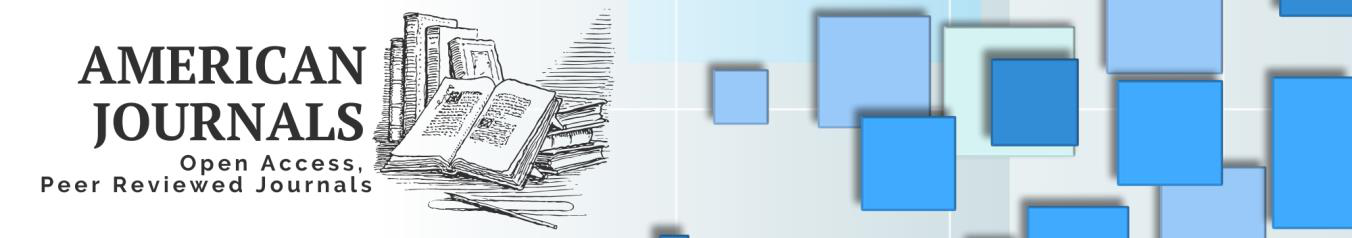 AMERICAN
JOURNALS
Open Access,
Peer Reviewed Journals